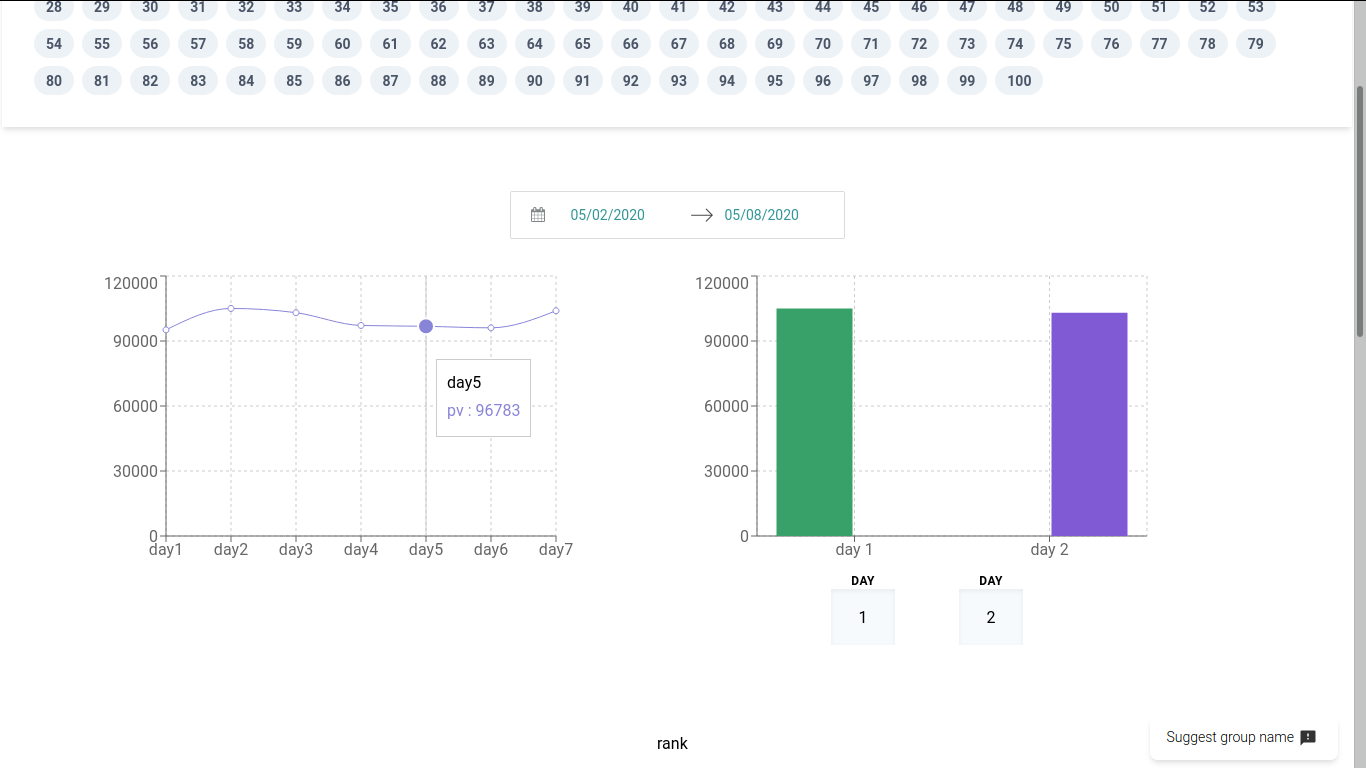 28 29 30 31 32 33 34 35 36 37 38 39 40 41 42 43 44 45 46 47 48 49 50 51 52 53
54 55 56 57 58 59 60 61 62 63 64 65 66 67 68 69 70 71 72 73 74 75 76 77 78 79
80 81 82 83 84 85 86 87 88 89 90 91 92 93 94 95 96 97 98 99 100
05/02/2020 → 05/08/2020
120000
90000
60000
30000
0
day1 day2 day3 day4 day5 day6 day7
day5
pv : 96783
120000
90000
60000
30000
0
day 1 day 2
DAY DAY
1 2
rank
Suggest group name